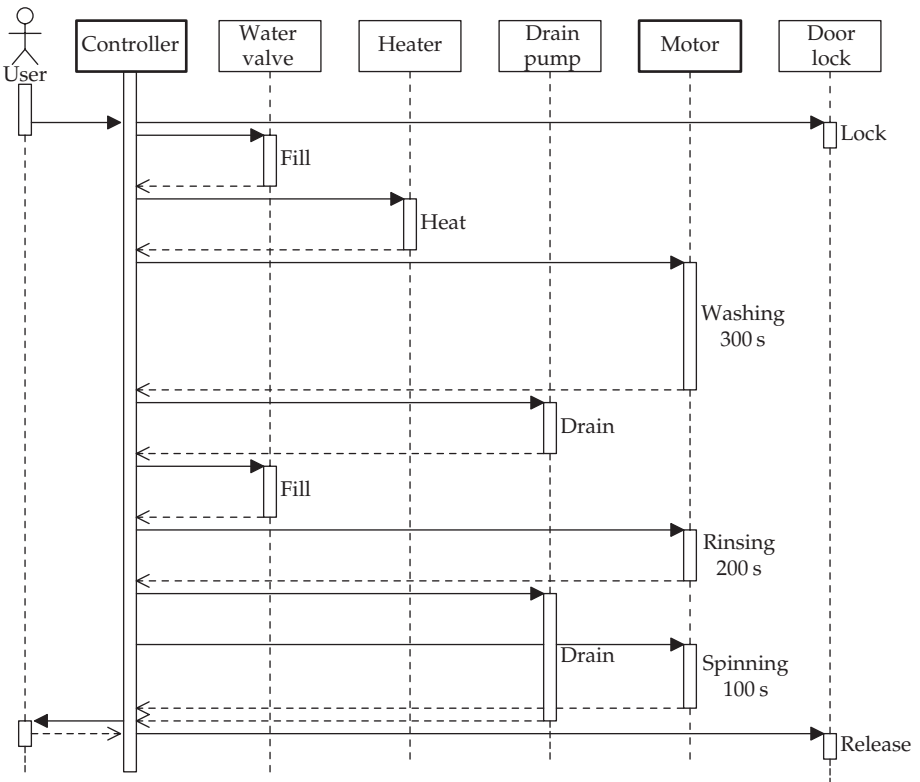 User
Controller
Water
valve
Heater
Drain
pump
Motor
Door
lock
Lock
Fill
Heat
Washing
300 s
Drain
Fill
Rinsing
200 s
Drain
Spinning
100 s
Release